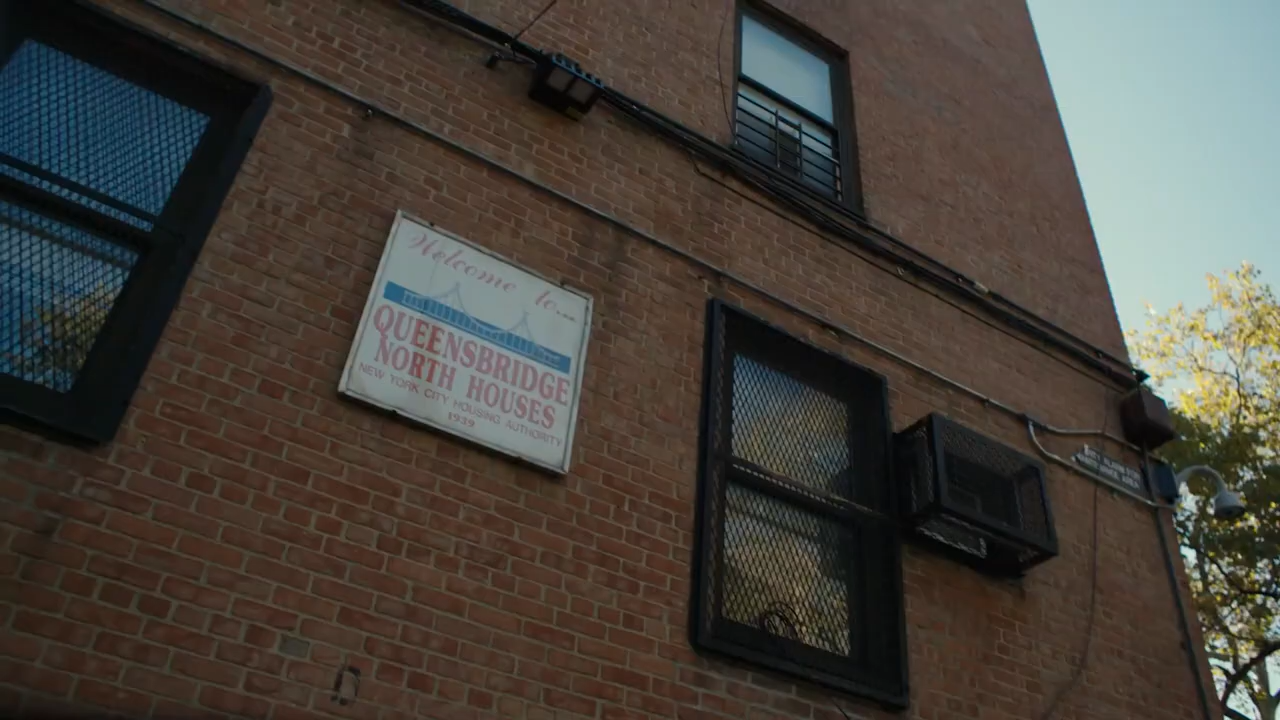 Welcome to...
QUEENSBRIDGE
NORTH HOUSES
NEW YORK CITY HOUSING AUTHORITY
1939